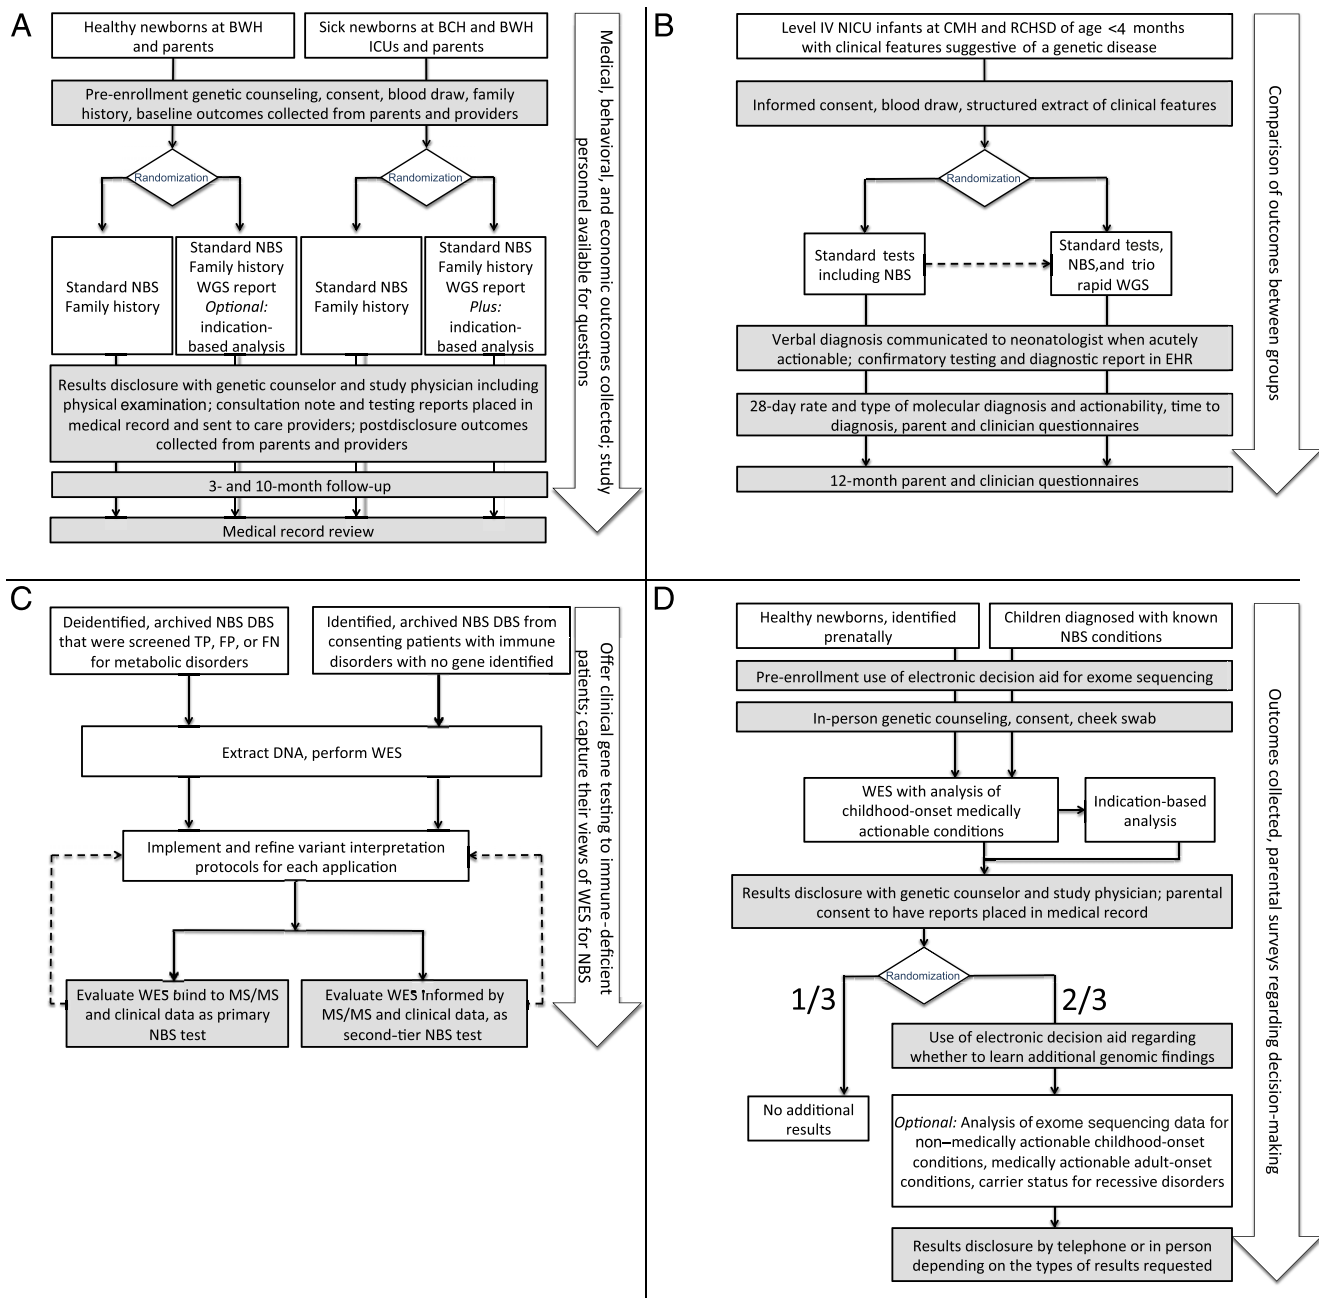 A
Healthy newborns at BWH
and parents
Sick newborns at BCH and BWH
ICUs and parents
Pre-enrollment genetic counseling, consent, blood draw, family
history, baseline outcomes collected from parents and providers
Randomization
Randomization
Standard NBS
Family history
Standard NBS
Family history
WGS report
Optional:
indication-
based analysis
Standard NBS
Family history
Standard NBS
Family history
WGS report
Plus:
indication-
based analysis
Results disclosure with genetic counselor and study physician including
physical examination; consultation note and testing reports placed in
medical record and sent to care providers; postdisclosure outcomes
collected from parents and providers
3- and 10-month follow-up
Medical record review
Medical, behavioral, and economic outcomes collected; study
personnel available for questions
B
Level IV NICU infants at CMH and RCHSD of age <4 months
with clinical features suggestive of a genetic disease
Informed consent, blood draw, structured extract of clinical features
Randomization
Standard tests
including NBS
Standard tests,
NBS,and trio
rapid WGS
Verbal diagnosis communicated to neonatologist when acutely
actionable; confirmatory testing and diagnostic report in EHR
28-day rate and type of molecular diagnosis and actionability, time to
diagnosis, parent and clinician questionnaires
12-month parent and clinician questionnaires
Comparison of outcomes between groups
C
Deidentified, archived NBS DBS
that were screened TP, FP, or FN
for metabolic disorders
Identified, archived NBS DBS from
consenting patients with immune
disorders with no gene identified
Extract DNA, perform WES
Implement and refine variant interpretation
protocols for each application
Evaluate WES blind to MS/MS
and clinical data as primary
NBS test
Evaluate WES informed by
MS/MS and clinical data, as
second-tier NBS test
Offer clinical gene testing to immune-deficient
patients; capture their views of WES for NBS
D
Healthy newborns, identified
prenatally
Children diagnosed with known
NBS conditions
Pre-enrollment use of electronic decision aid for exome sequencing
In-person genetic counseling, consent, cheek swab
WES with analysis of
childhood-onset medically
actionable conditions
Indication-based
analysis
Results disclosure with genetic counselor and study physician; parental
consent to have reports placed in medical record
Randomization
1/3
2/3
Use of electronic decision aid regarding
whether to learn additional genomic findings
No additional
results
Optional: Analysis of exome sequencing data for
non–medically actionable childhood-onset
conditions, medically actionable adult-onset
conditions, carrier status for recessive disorders
Results disclosure by telephone or in person
depending on the types of results requested
Outcomes collected, parental surveys regarding decision-making